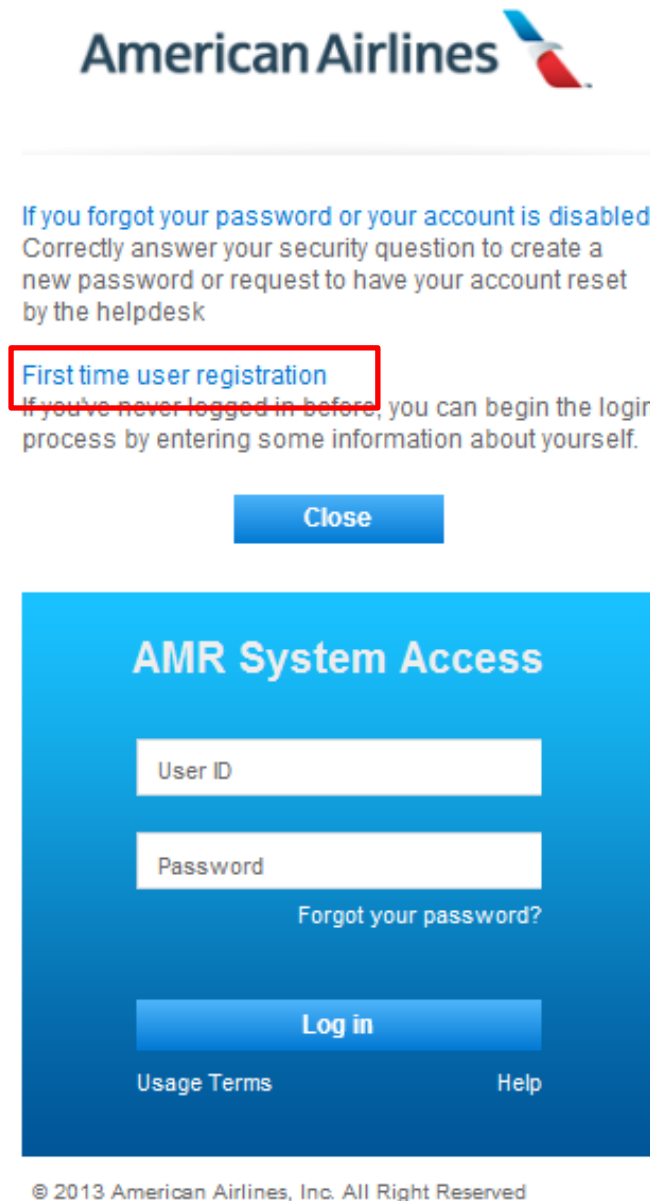 American Airlines
If you forgot your password or your account is disabled
Correctly answer your security question to create a
new password or request to have your account reset
by the helpdesk
First time user registration
If you've never logged in before, you can begin the login
process by entering some information about yourself.
Close
AMR System Access
User ID
Password
Forgot your password?
Log in
Usage Terms Help
© 2013 American Airlines, Inc. All Right Reserved